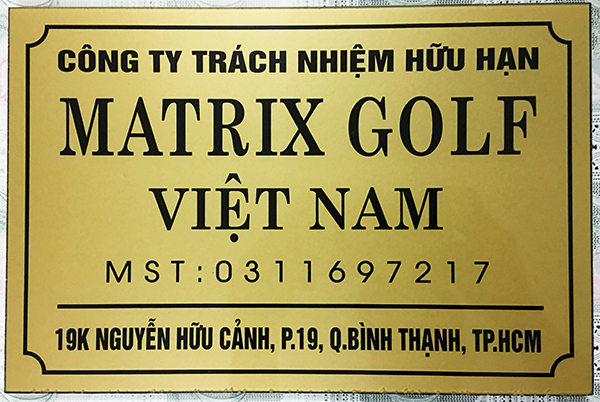 CÔNG TY TRÁCH NHIỆM HỮU HẠN
MATRIX GOLF
VIỆT NAM
MST:0311697217
19K NGUYỄN HỮU CẢNH, P.19, Q.BÌNH THẠNH, TP.HCM